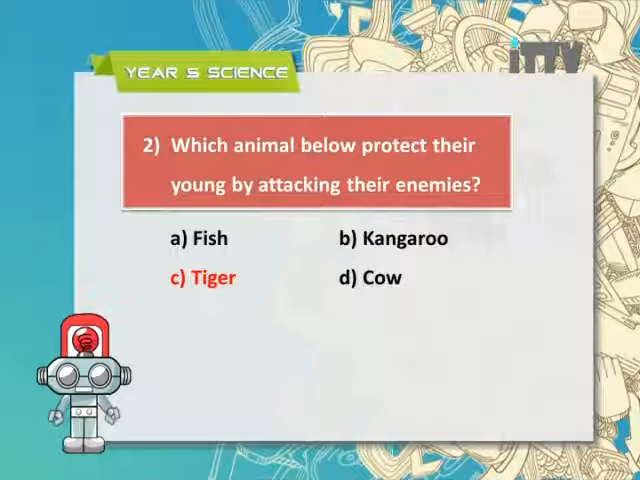 iTTV
YEAR 5 SCIENCE
2) Which animal below protect their
young by attacking their enemies?
a) Fish
b) Kangaroo
c) Tiger
d) Cow